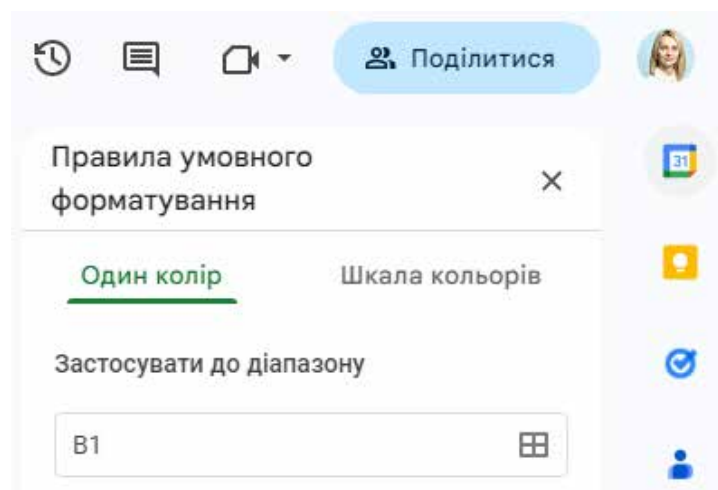 Поділитися
31
Правила умовного
форматування
Один колір
Шкала кольорів
Застосувати до діапазону
B1